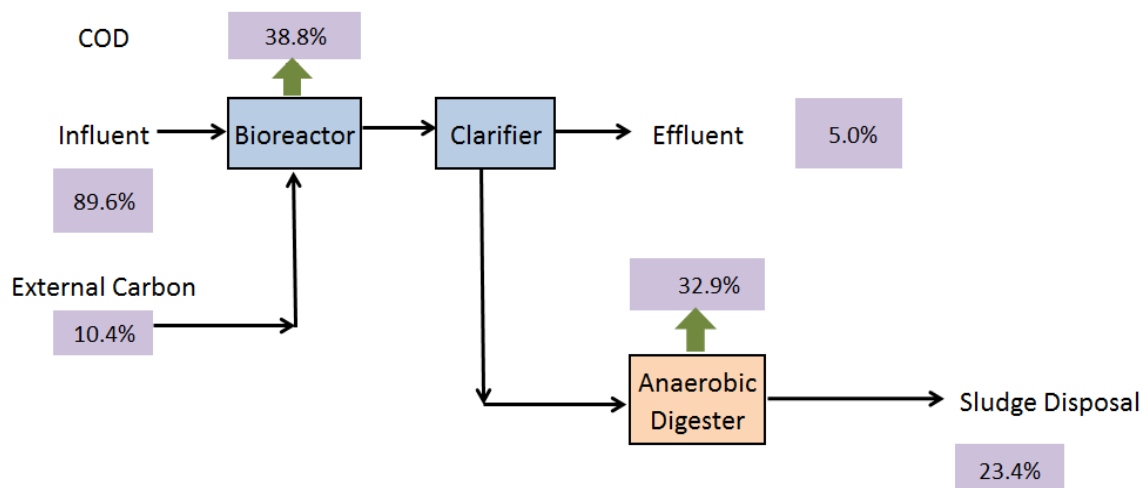 COD
38.8%
Influent
Bioreactor
Clarifier
Effluent
5.0%
89.6%
External Carbon
10.4%
32.9%
Anaerobic
Digester
Sludge Disposal
23.4%